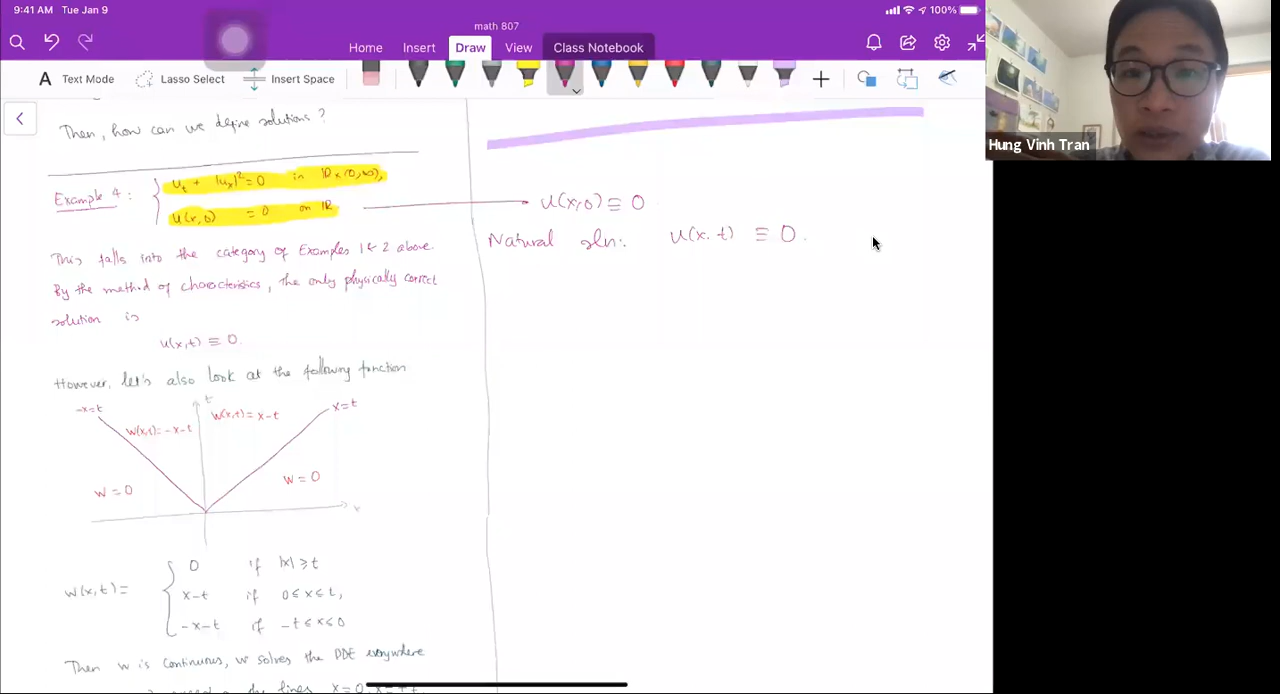 9:41 AM Tue Jan 9
100%
math 807
Home Insert Draw View Class Notebook
Text Mode Lasso Select Insert Space
Hung Vinh Tran
Then, how can we define solutions?
Example 4: { u_t + |u_x|^2 = 0 in ℝ×(0,∞),
u(x,0) = 0 on ℝ
This falls into the category of Examples 1 & 2 above.
By the method of characteristics, the only physically correct
solution is
u(x,t) ≡ 0.
However, let's also look at the following function
-x=t
t
w(x,t) = -x-t
w(x,t) = x-t
x=t
w = 0
w = 0
x
w(x,t) = { 0 if |x| ≥ t
x-t if 0 ≤ x ≤ t,
-x-t if -t ≤ x ≤ 0
Then w is continuous, w solves the PDE everywhere
lines x=0,
u(x,0) ≡ 0
Natural sln: u(x,t) ≡ 0.